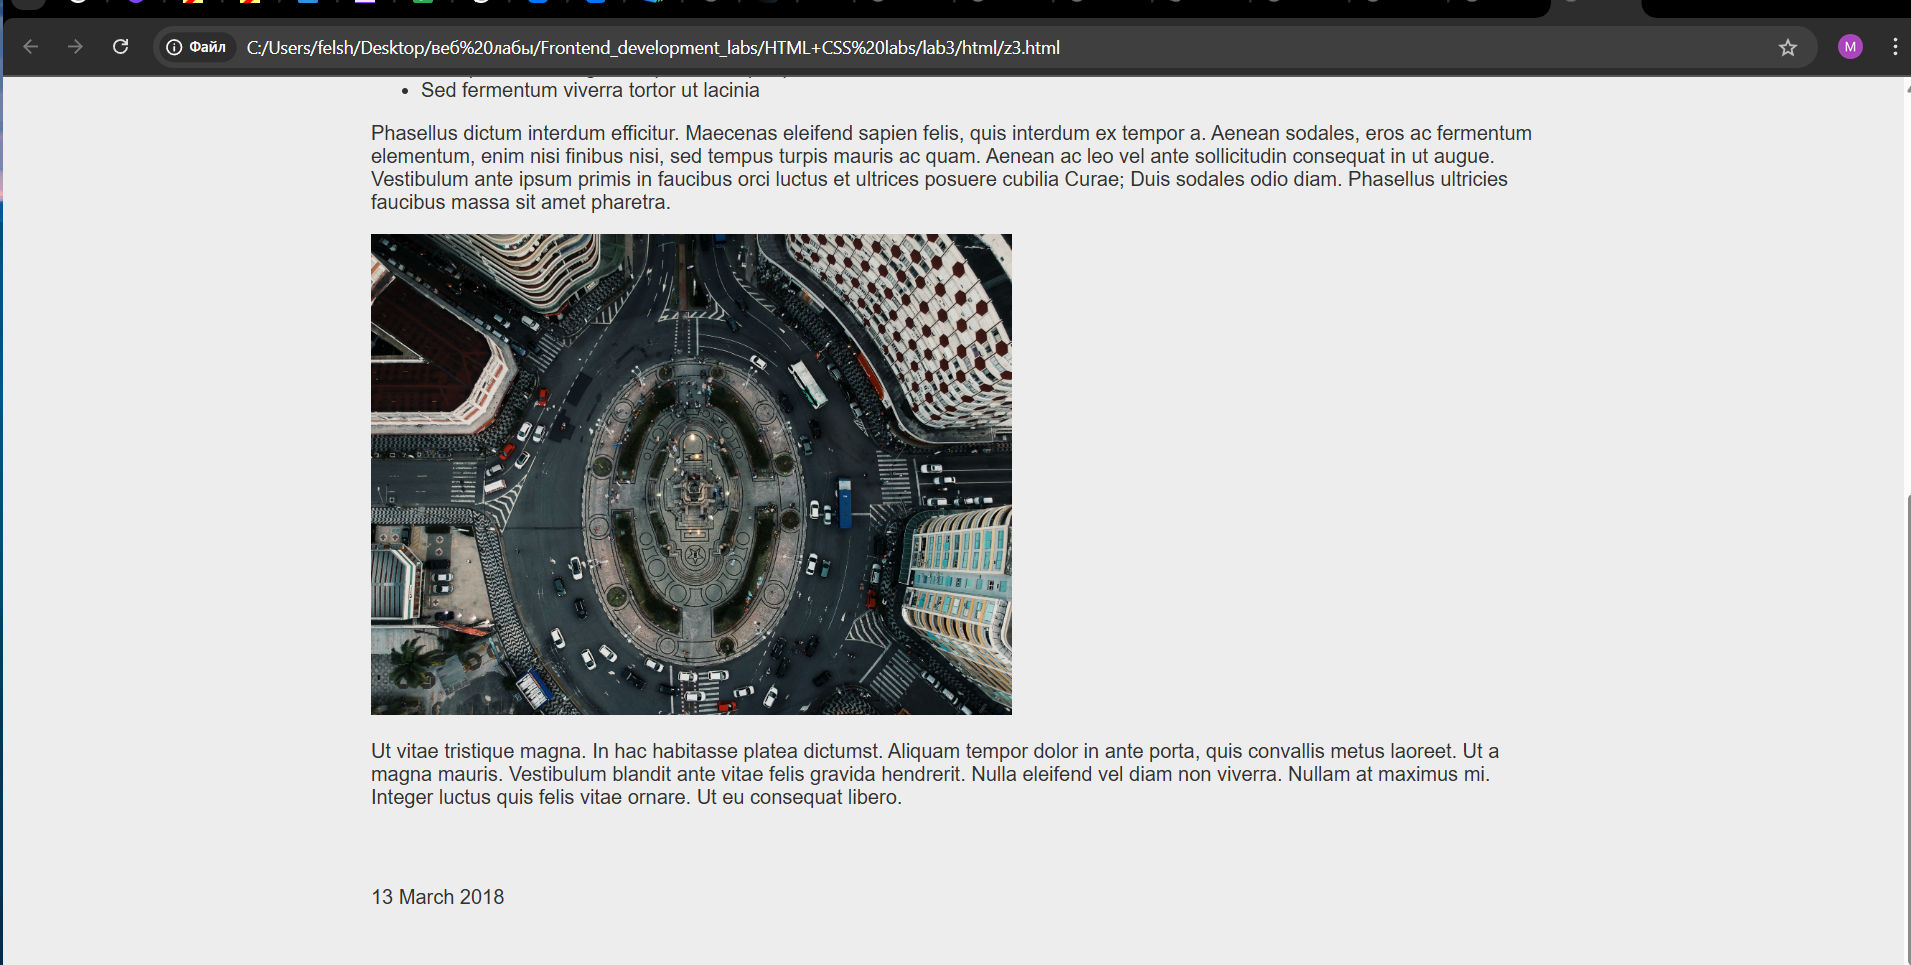 Файл
C:/Users/felsh/Desktop/веб%20лабы/Frontend_development_labs/HTML+CSS%20labs/lab3/html/z3.html
M
• Sed fermentum viverra tortor ut lacinia
Phasellus dictum interdum efficitur. Maecenas eleifend sapien felis, quis interdum ex tempor a. Aenean sodales, eros ac fermentum
elementum, enim nisi finibus nisi, sed tempus turpis mauris ac quam. Aenean ac leo vel ante sollicitudin consequat in ut augue.
Vestibulum ante ipsum primis in faucibus orci luctus et ultrices posuere cubilia Curae; Duis sodales odio diam. Phasellus ultricies
faucibus massa sit amet pharetra.
Ut vitae tristique magna. In hac habitasse platea dictumst. Aliquam tempor dolor in ante porta, quis convallis metus laoreet. Ut a
magna mauris. Vestibulum blandit ante vitae felis gravida hendrerit. Nulla eleifend vel diam non viverra. Nullam at maximus mi.
Integer luctus quis felis vitae ornare. Ut eu consequat libero.
13 March 2018